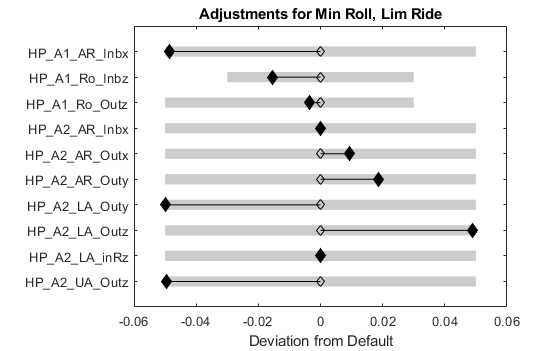 Adjustments for Min Roll, Lim Ride
HP_A1_AR_Inbx
HP_A1_Ro_Inbz
HP_A1_Ro_Outz
HP_A2_AR_Inbx
HP_A2_AR_Outx
HP_A2_AR_Outy
HP_A2_LA_Outy
HP_A2_LA_Outz
HP_A2_LA_inRz
HP_A2_UA_Outz
-0.06 -0.04 -0.02 0 0.02 0.04 0.06
Deviation from Default